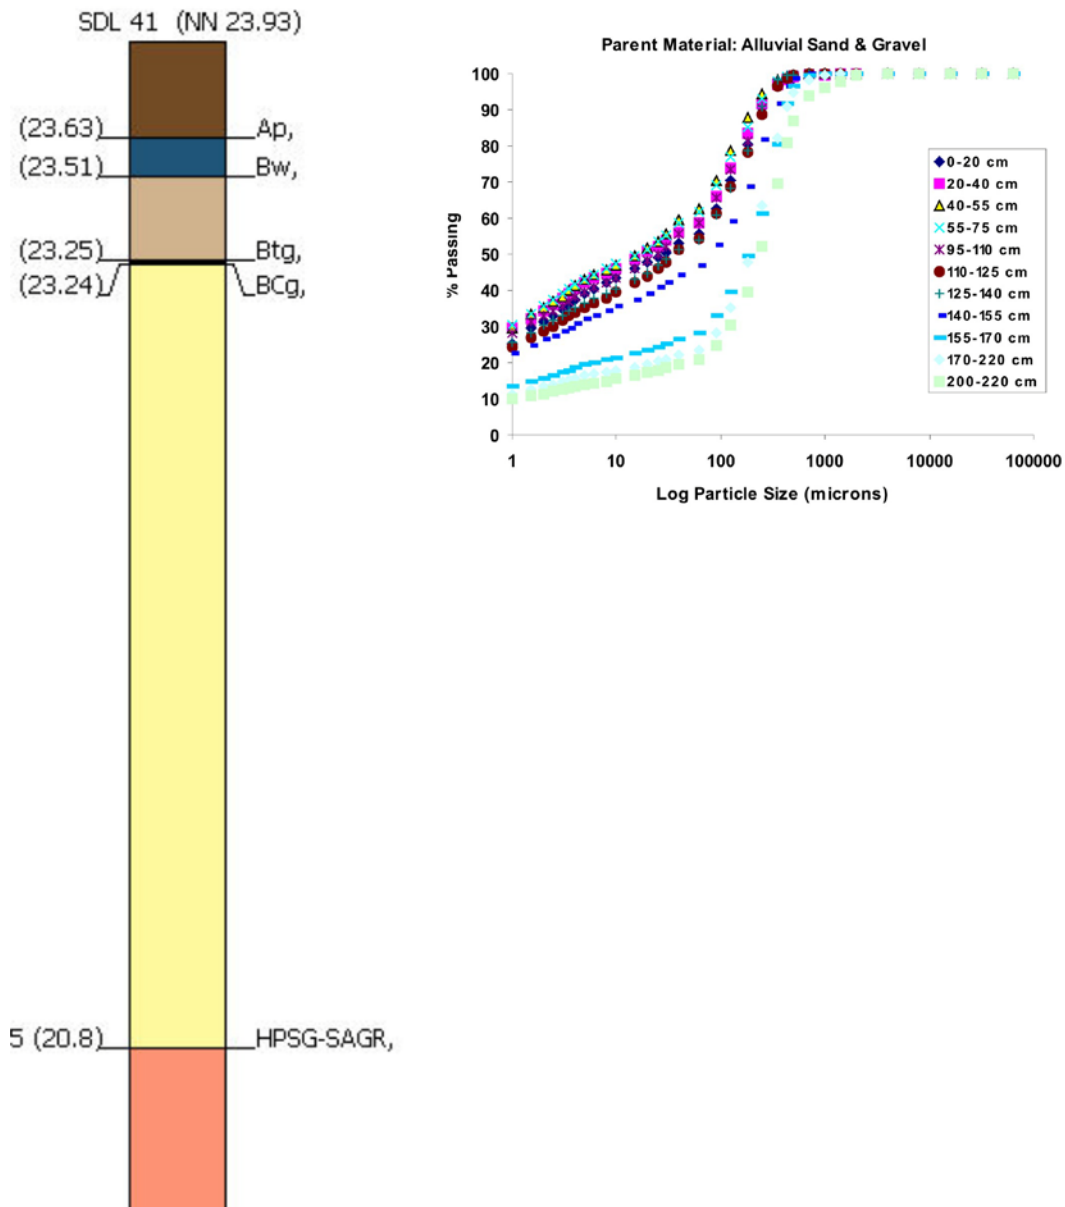 SDL 41 (NN 23.93)
(23.63) Ap,
(23.51) Bw,
(23.25) Btg,
(23.24) BCg,
5 (20.8) HPSG-SAGR,
Parent Material: Alluvial Sand & Gravel
% Passing
100
90
80
70
60
50
40
30
20
10
0
1 10 100 1000 10000 100000
Log Particle Size (microns)
0-20 cm
20-40 cm
40-55 cm
55-75 cm
95-110 cm
110-125 cm
125-140 cm
140-155 cm
155-170 cm
170-220 cm
200-220 cm